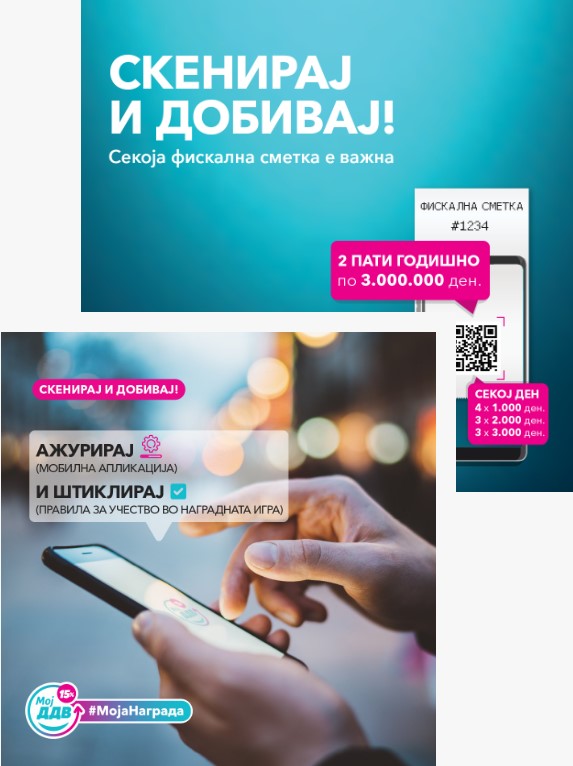 СКЕНИРАЈ
И ДОБИВАЈ!
Секоја фискална сметка е важна
ФИСКАЛНА СМЕТКА
#1234
2 ПАТИ ГОДИШНО
по 3.000.000 ден.
СЕКОЈ ДЕН
4 x 1.000 ден.
3 x 2.000 ден.
3 x 3.000 ден.
СКЕНИРАЈ И ДОБИВАЈ!
АЖУРИРАЈ
(МОБИЛНА АПЛИКАЦИЈА)
И ШТИКЛИРАЈ
(ПРАВИЛА ЗА УЧЕСТВО ВО НАГРАДНАТА ИГРА)
Мој
15%
ДДВ
#МојаНаграда